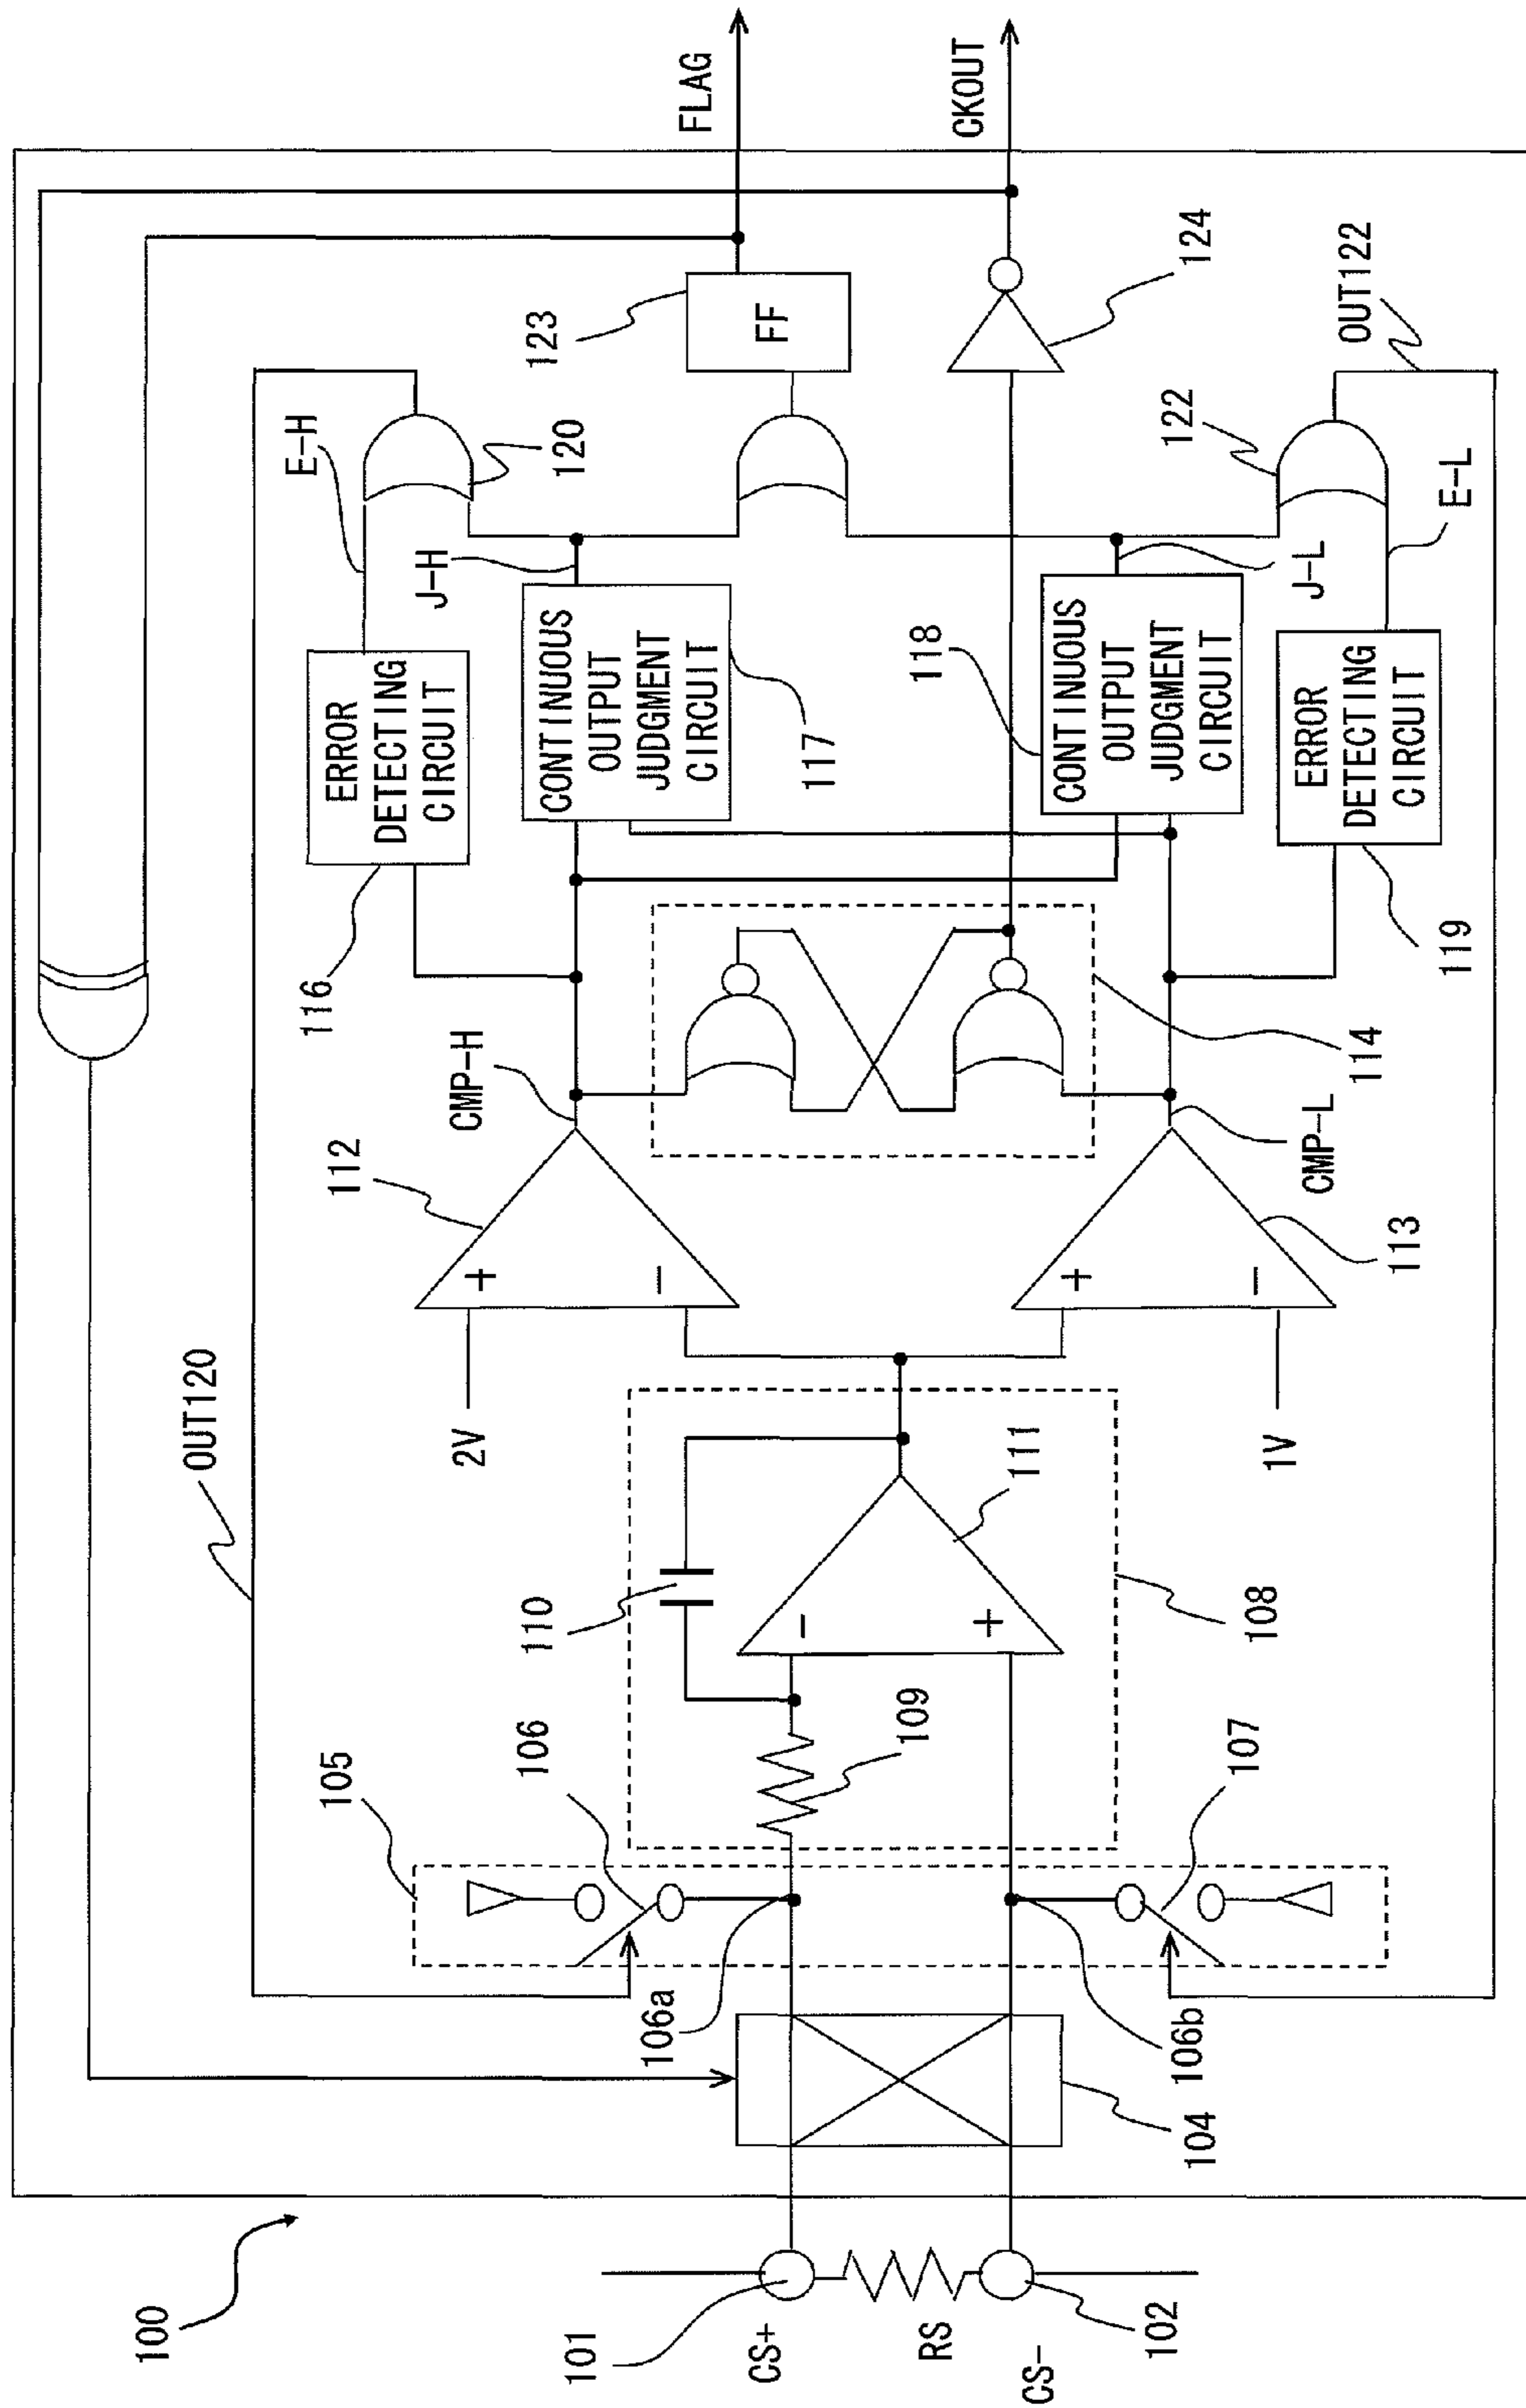 100
101
CS+
RS
CS-
102
104
106a
106b
105
106
107
109
110
111
108
OUT120
2V
1V
112
113
CMP-H
CMP-L
114
116
ERROR
DETECTING
CIRCUIT
CONTINUOUS
OUTPUT
JUDGMENT
CIRCUIT
117
118
CONTINUOUS
OUTPUT
JUDGMENT
CIRCUIT
ERROR
DETECTING
CIRCUIT
119
E-H
J-H
J-L
E-L
120
122
OUT122
123
FF
124
FLAG
CKOUT